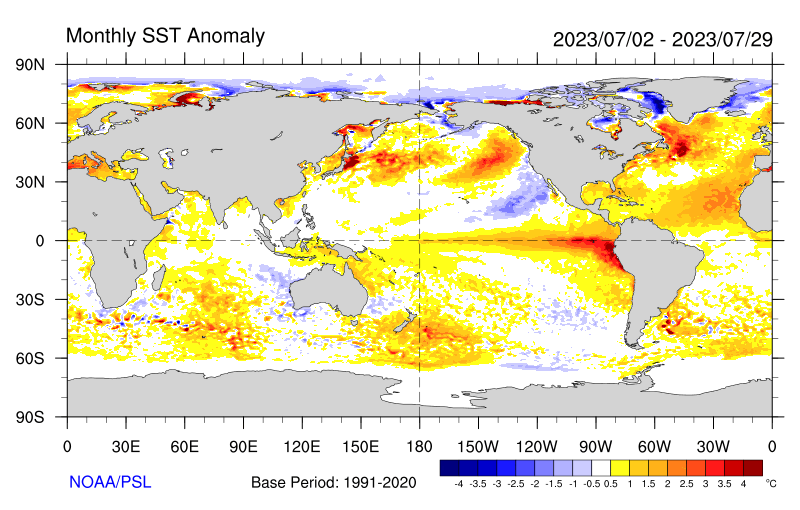 Monthly SST Anomaly
2023/07/02 - 2023/07/29
90N
60N
30N
0
30S
60S
90S
0 30E 60E 90E 120E 150E 180 150W 120W 90W 60W 30W 0
NOAA/PSL
Base Period: 1991-2020
-4 -3.5 -3 -2.5 -2 -1.5 -1 -0.5 0.5 1 1.5 2 2.5 3 3.5 4 °C